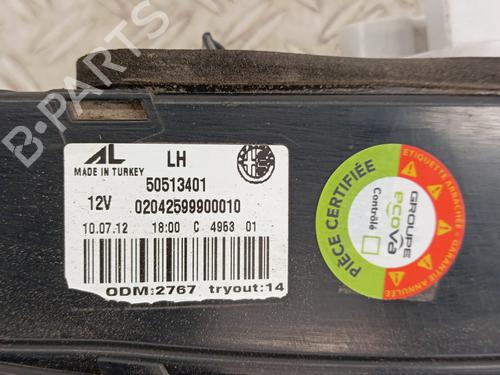 B-PARTS
AL
MADE IN TURKEY
LH
50513401
12V
02042599900010
10.07.12 18:00 C 4953 01
ODM:2767 tryout:14
ETIQUETTE ARRACHÉE
GARANTIE ANNULÉE
PIÈCE CERTIFIÉE
GROUPE
ecova
Contrôlé